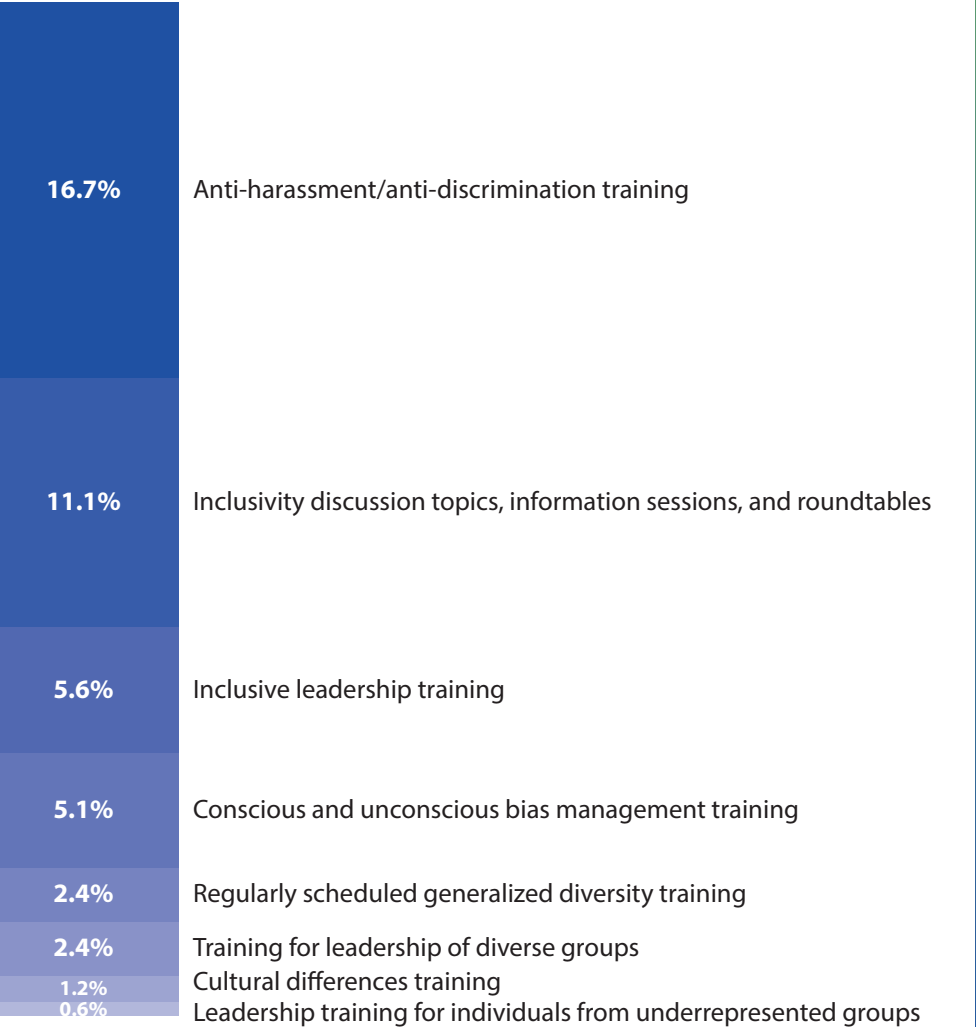 16.7% Anti-harassment/anti-discrimination training
11.1% Inclusivity discussion topics, information sessions, and roundtables
5.6% Inclusive leadership training
5.1% Conscious and unconscious bias management training
2.4% Regularly scheduled generalized diversity training
2.4% Training for leadership of diverse groups
1.2% Cultural differences training
0.6% Leadership training for individuals from underrepresented groups